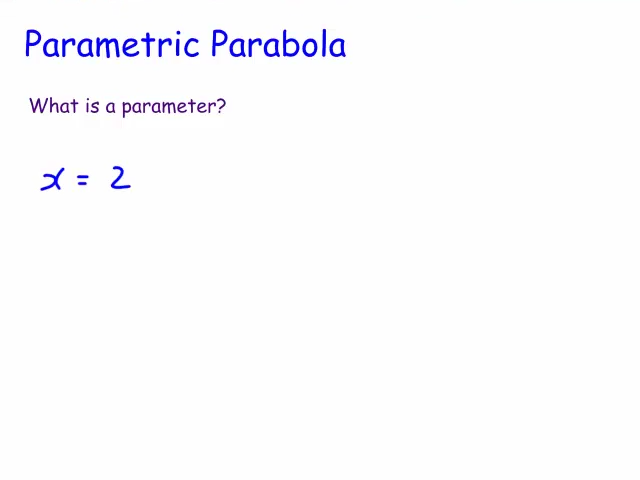 Parametric Parabola
What is a parameter?
x = 2